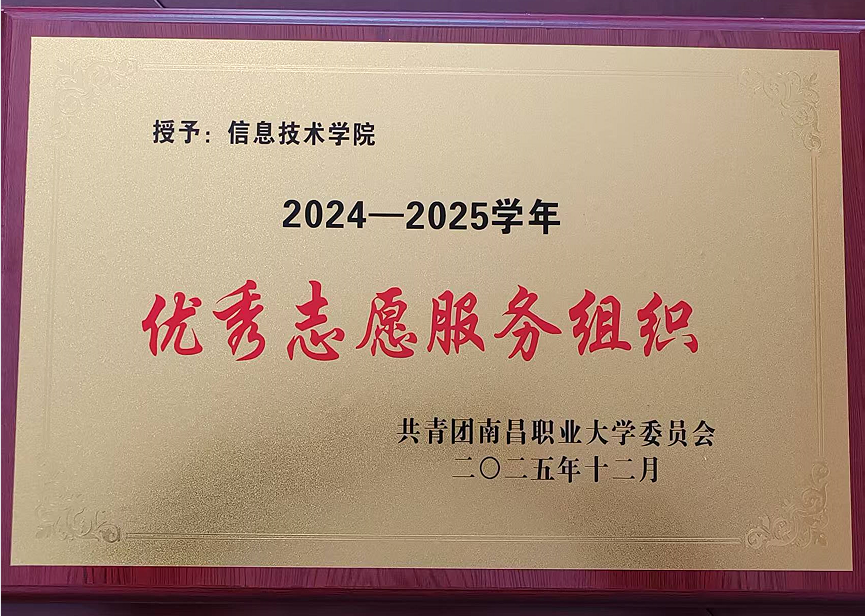 授予：信息技术学院
2024—2025学年
优秀志愿服务组织
共青团南昌职业大学委员会
二〇二五年十二月